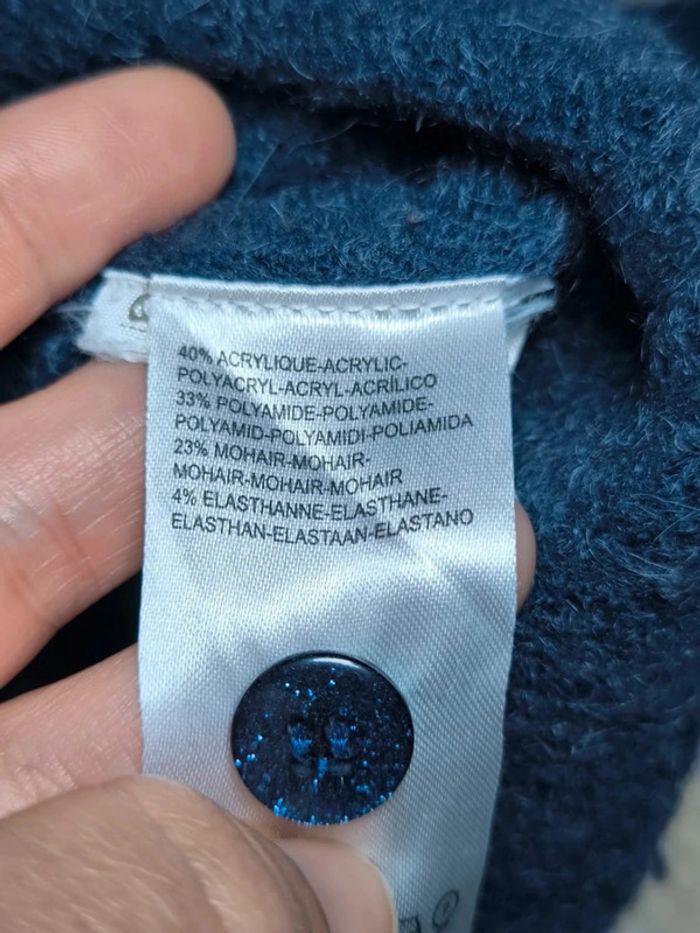 40% ACRYLIQUE-ACRYLIC-
POLYACRYL-ACRYL-ACRÍLICO
33% POLYAMIDE-POLYAMIDE-
POLYAMID-POLYAMIDI-POLIAMIDA
23% MOHAIR-MOHAIR-
MOHAIR-MOHAIR-MOHAIR
4% ELASTHANNE-ELASTHANE-
ELASTHAN-ELASTAAN-ELASTANO